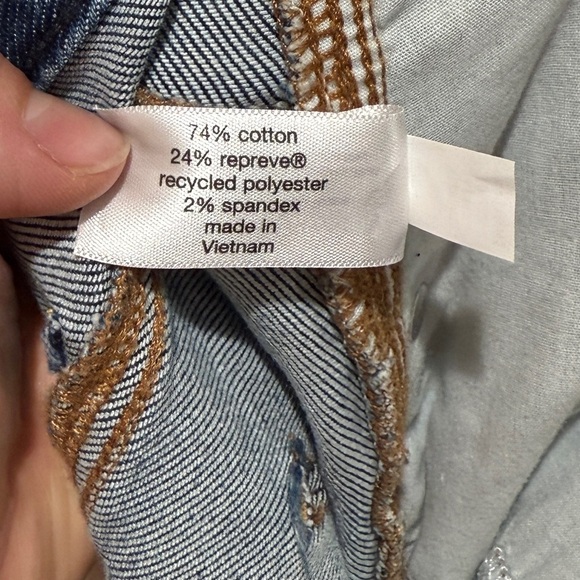 74% cotton
24% repreve®
recycled polyester
2% spandex
made in
Vietnam